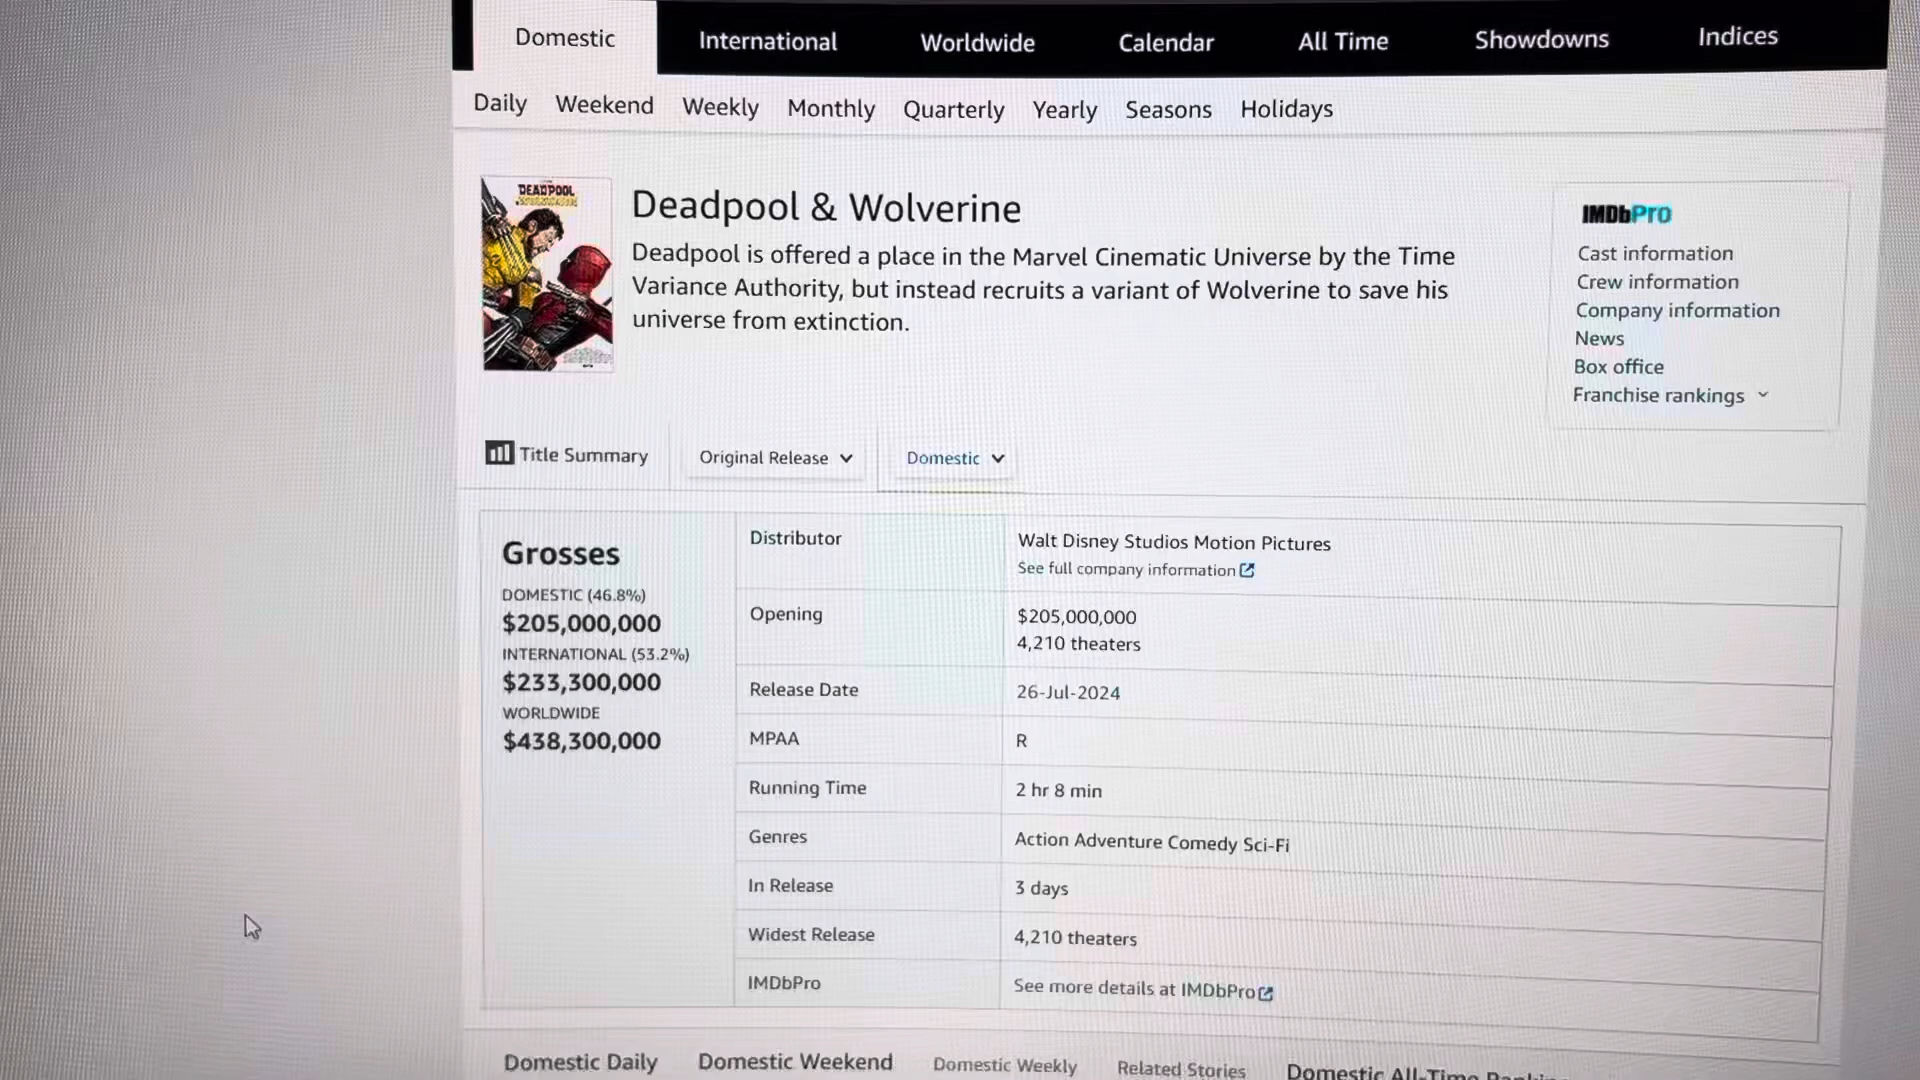 Domestic International Worldwide Calendar All Time Showdowns Indices
Daily Weekend Weekly Monthly Quarterly Yearly Seasons Holidays
DEADPOOL
Deadpool & Wolverine
Deadpool is offered a place in the Marvel Cinematic Universe by the Time
Variance Authority, but instead recruits a variant of Wolverine to save his
universe from extinction.
IMDbPro
Cast information
Crew information
Company information
News
Box office
Franchise rankings
Title Summary Original Release Domestic
Grosses
DOMESTIC (46.8%)
$205,000,000
INTERNATIONAL (53.2%)
$233,300,000
WORLDWIDE
$438,300,000
Distributor Walt Disney Studios Motion Pictures
See full company information
Opening $205,000,000
4,210 theaters
Release Date 26-Jul-2024
MPAA R
Running Time 2 hr 8 min
Genres Action Adventure Comedy Sci-Fi
In Release 3 days
Widest Release 4,210 theaters
IMDbPro See more details at IMDbPro
Domestic Daily Domestic Weekend Domestic Weekly Related Stories Domestic All-Time